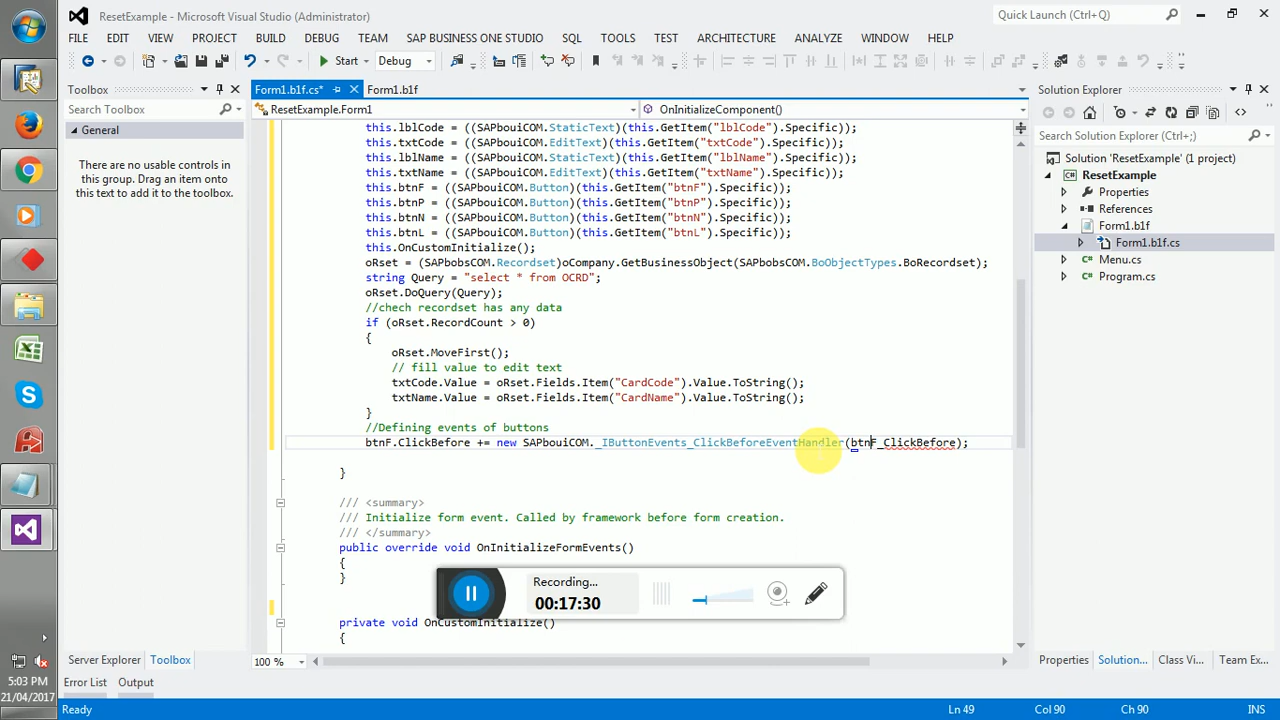 ResetExample - Microsoft Visual Studio (Administrator)
Quick Launch (Ctrl+Q)
FILE EDIT VIEW PROJECT BUILD DEBUG TEAM SAP BUSINESS ONE STUDIO SQL TOOLS TEST ARCHITECTURE ANALYZE WINDOW HELP
Start Debug
Toolbox
Form1.b1f.cs* Form1.b1f
Solution Explorer
Search Toolbox
ResetExample.Form1
OnInitializeComponent()
General
There are no usable controls in
this group. Drag an item onto
this text to add it to the toolbox.
this.lblCode = ((SAPbouiCOM.StaticText)(this.GetItem("lblCode").Specific));
this.txtCode = ((SAPbouiCOM.EditText)(this.GetItem("txtCode").Specific));
this.lblName = ((SAPbouiCOM.StaticText)(this.GetItem("lblName").Specific));
this.txtName = ((SAPbouiCOM.EditText)(this.GetItem("txtName").Specific));
this.btnF = ((SAPbouiCOM.Button)(this.GetItem("btnF").Specific));
this.btnP = ((SAPbouiCOM.Button)(this.GetItem("btnP").Specific));
this.btnN = ((SAPbouiCOM.Button)(this.GetItem("btnN").Specific));
this.btnL = ((SAPbouiCOM.Button)(this.GetItem("btnL").Specific));
this.OnCustomInitialize();
oRset = (SAPbobsCOM.Recordset)oCompany.GetBusinessObject(SAPbobsCOM.BoObjectTypes.BoRecordset);
string Query = "select * from OCRD";
oRset.DoQuery(Query);
//chech recordset has any data
if (oRset.RecordCount > 0)
{
oRset.MoveFirst();
// fill value to edit text
txtCode.Value = oRset.Fields.Item("CardCode").Value.ToString();
txtName.Value = oRset.Fields.Item("CardName").Value.ToString();
}
//Defining events of buttons
btnF.ClickBefore += new SAPbouiCOM._IButtonEvents_ClickBeforeEventHandler(btnF_ClickBefore);
}
/// <summary>
/// Initialize form event. Called by framework before form creation.
/// </summary>
public override void OnInitializeFormEvents()
{
}
private void OnCustomInitialize()
{
Recording...
00:17:30
Search Solution Explorer (Ctrl+;)
Solution 'ResetExample' (1 project)
ResetExample
Properties
References
Form1.b1f
Form1.b1f.cs
Menu.cs
Program.cs
100 %
Server Explorer Toolbox
Properties Solution... Class Vi... Team Ex...
Error List Output
Ready
Ln 49 Col 90 Ch 90 INS
5:03 PM
21/04/2017